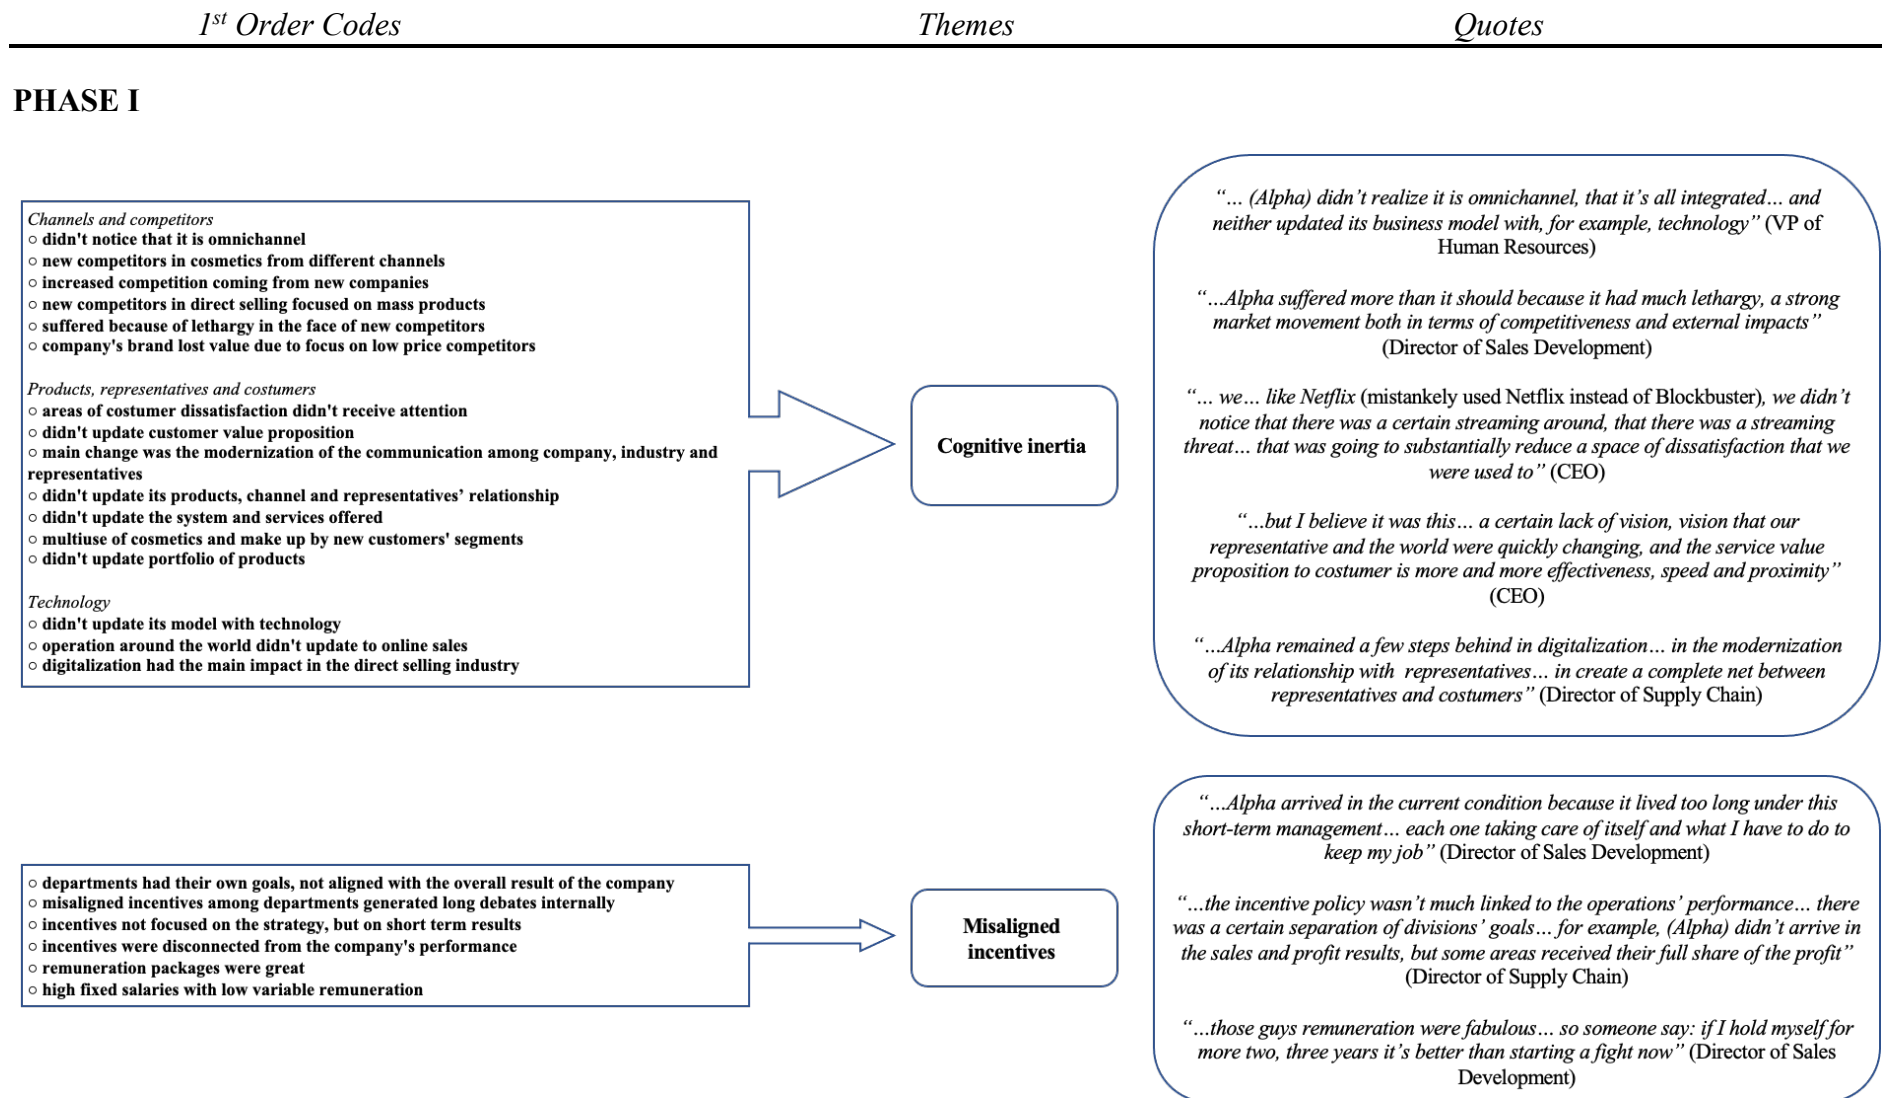 1st Order Codes
Themes
Quotes
PHASE I
Channels and competitors
○ didn't notice that it is omnichannel
○ new competitors in cosmetics from different channels
○ increased competition coming from new companies
○ new competitors in direct selling focused on mass products
○ suffered because of lethargy in the face of new competitors
○ company's brand lost value due to focus on low price competitors
Products, representatives and costumers
○ areas of costumer dissatisfaction didn't receive attention
○ didn't update customer value proposition
○ main change was the modernization of the communication among company, industry and
representatives
○ didn't update its products, channel and representatives’ relationship
○ didn't update the system and services offered
○ multiuse of cosmetics and make up by new customers' segments
○ didn't update portfolio of products
Technology
○ didn't update its model with technology
○ operation around the world didn't update to online sales
○ digitalization had the main impact in the direct selling industry
Cognitive inertia
“… (Alpha) didn’t realize it is omnichannel, that it’s all integrated… and
neither updated its business model with, for example, technology” (VP of
Human Resources)
“…Alpha suffered more than it should because it had much lethargy, a strong
market movement both in terms of competitiveness and external impacts”
(Director of Sales Development)
“… we… like Netflix (mistankely used Netflix instead of Blockbuster), we didn’t
notice that there was a certain streaming around, that there was a streaming
threat… that was going to substantially reduce a space of dissatisfaction that we
were used to” (CEO)
“…but I believe it was this… a certain lack of vision, vision that our
representative and the world were quickly changing, and the service value
proposition to costumer is more and more effectiveness, speed and proximity”
(CEO)
“…Alpha remained a few steps behind in digitalization… in the modernization
of its relationship with representatives… in create a complete net between
representatives and costumers” (Director of Supply Chain)
○ departments had their own goals, not aligned with the overall result of the company
○ misaligned incentives among departments generated long debates internally
○ incentives not focused on the strategy, but on short term results
○ incentives were disconnected from the company's performance
○ remuneration packages were great
○ high fixed salaries with low variable remuneration
Misaligned
incentives
“…Alpha arrived in the current condition because it lived too long under this
short-term management… each one taking care of itself and what I have to do to
keep my job” (Director of Sales Development)
“…the incentive policy wasn’t much linked to the operations’ performance… there
was a certain separation of divisions’ goals… for example, (Alpha) didn’t arrive in
the sales and profit results, but some areas received their full share of the profit”
(Director of Supply Chain)
“…those guys remuneration were fabulous… so someone say: if I hold myself for
more two, three years it’s better than starting a fight now” (Director of Sales
Development)